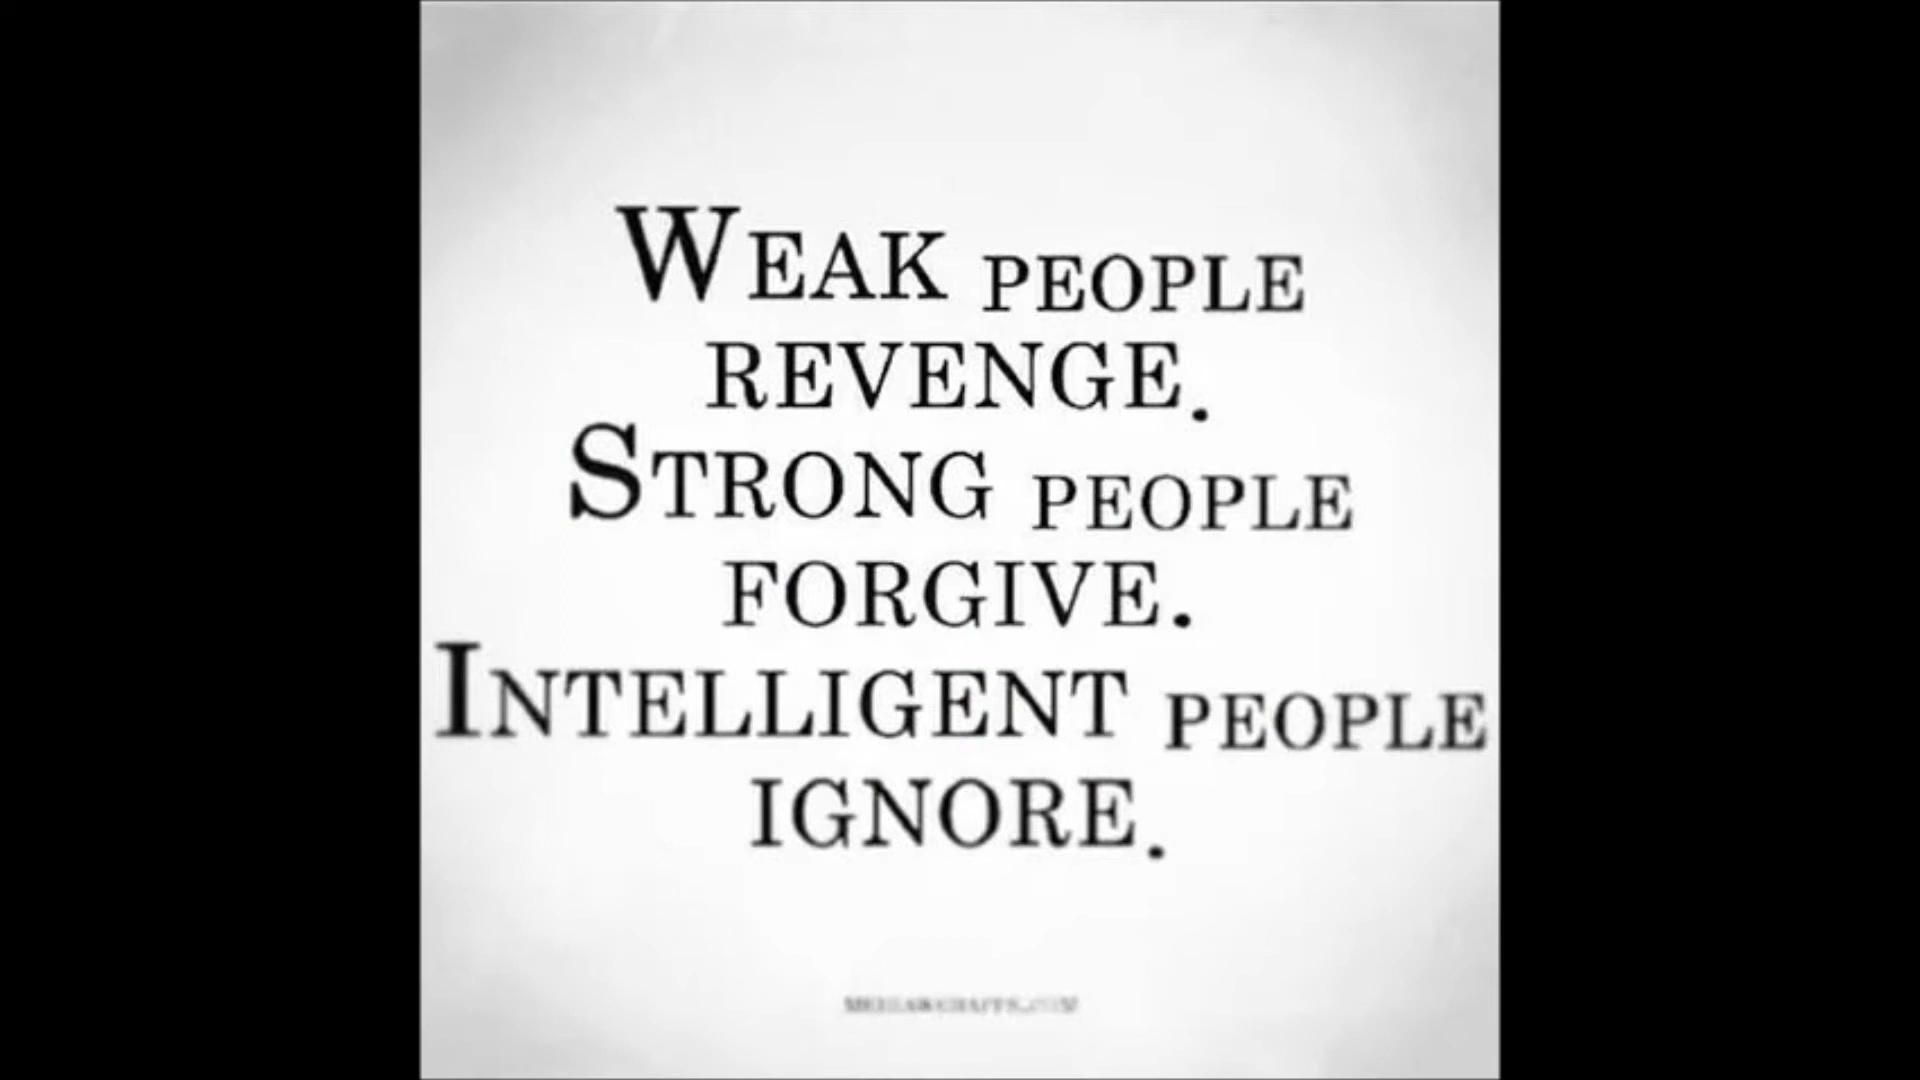 WEAK PEOPLE
REVENGE.
STRONG PEOPLE
FORGIVE.
INTELLIGENT PEOPLE
IGNORE.